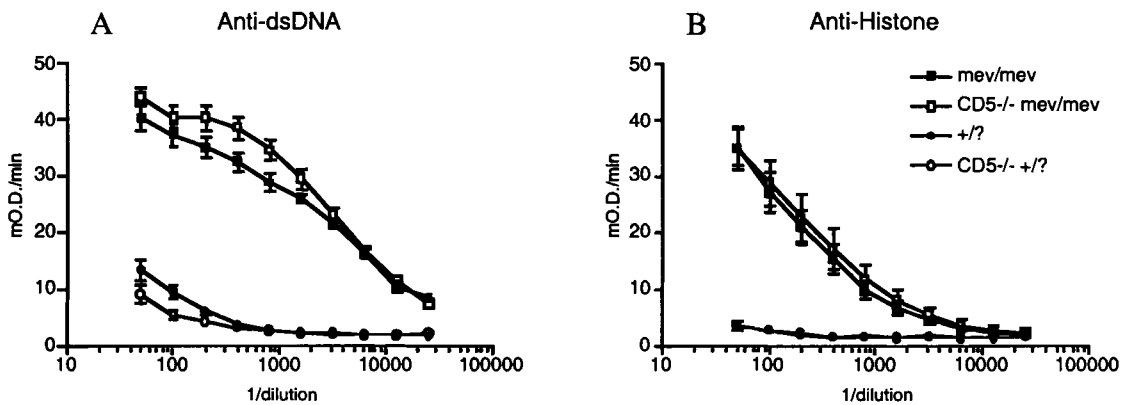 A
Anti-dsDNA
50
40
30
20
10
0
mO.D./min
10
100
1000
10000
100000
1/dilution
B
Anti-Histone
50
40
30
20
10
0
mO.D./min
10
100
1000
10000
100000
1/dilution
mev/mev
CD5-/- mev/mev
+/?
CD5-/- +/?